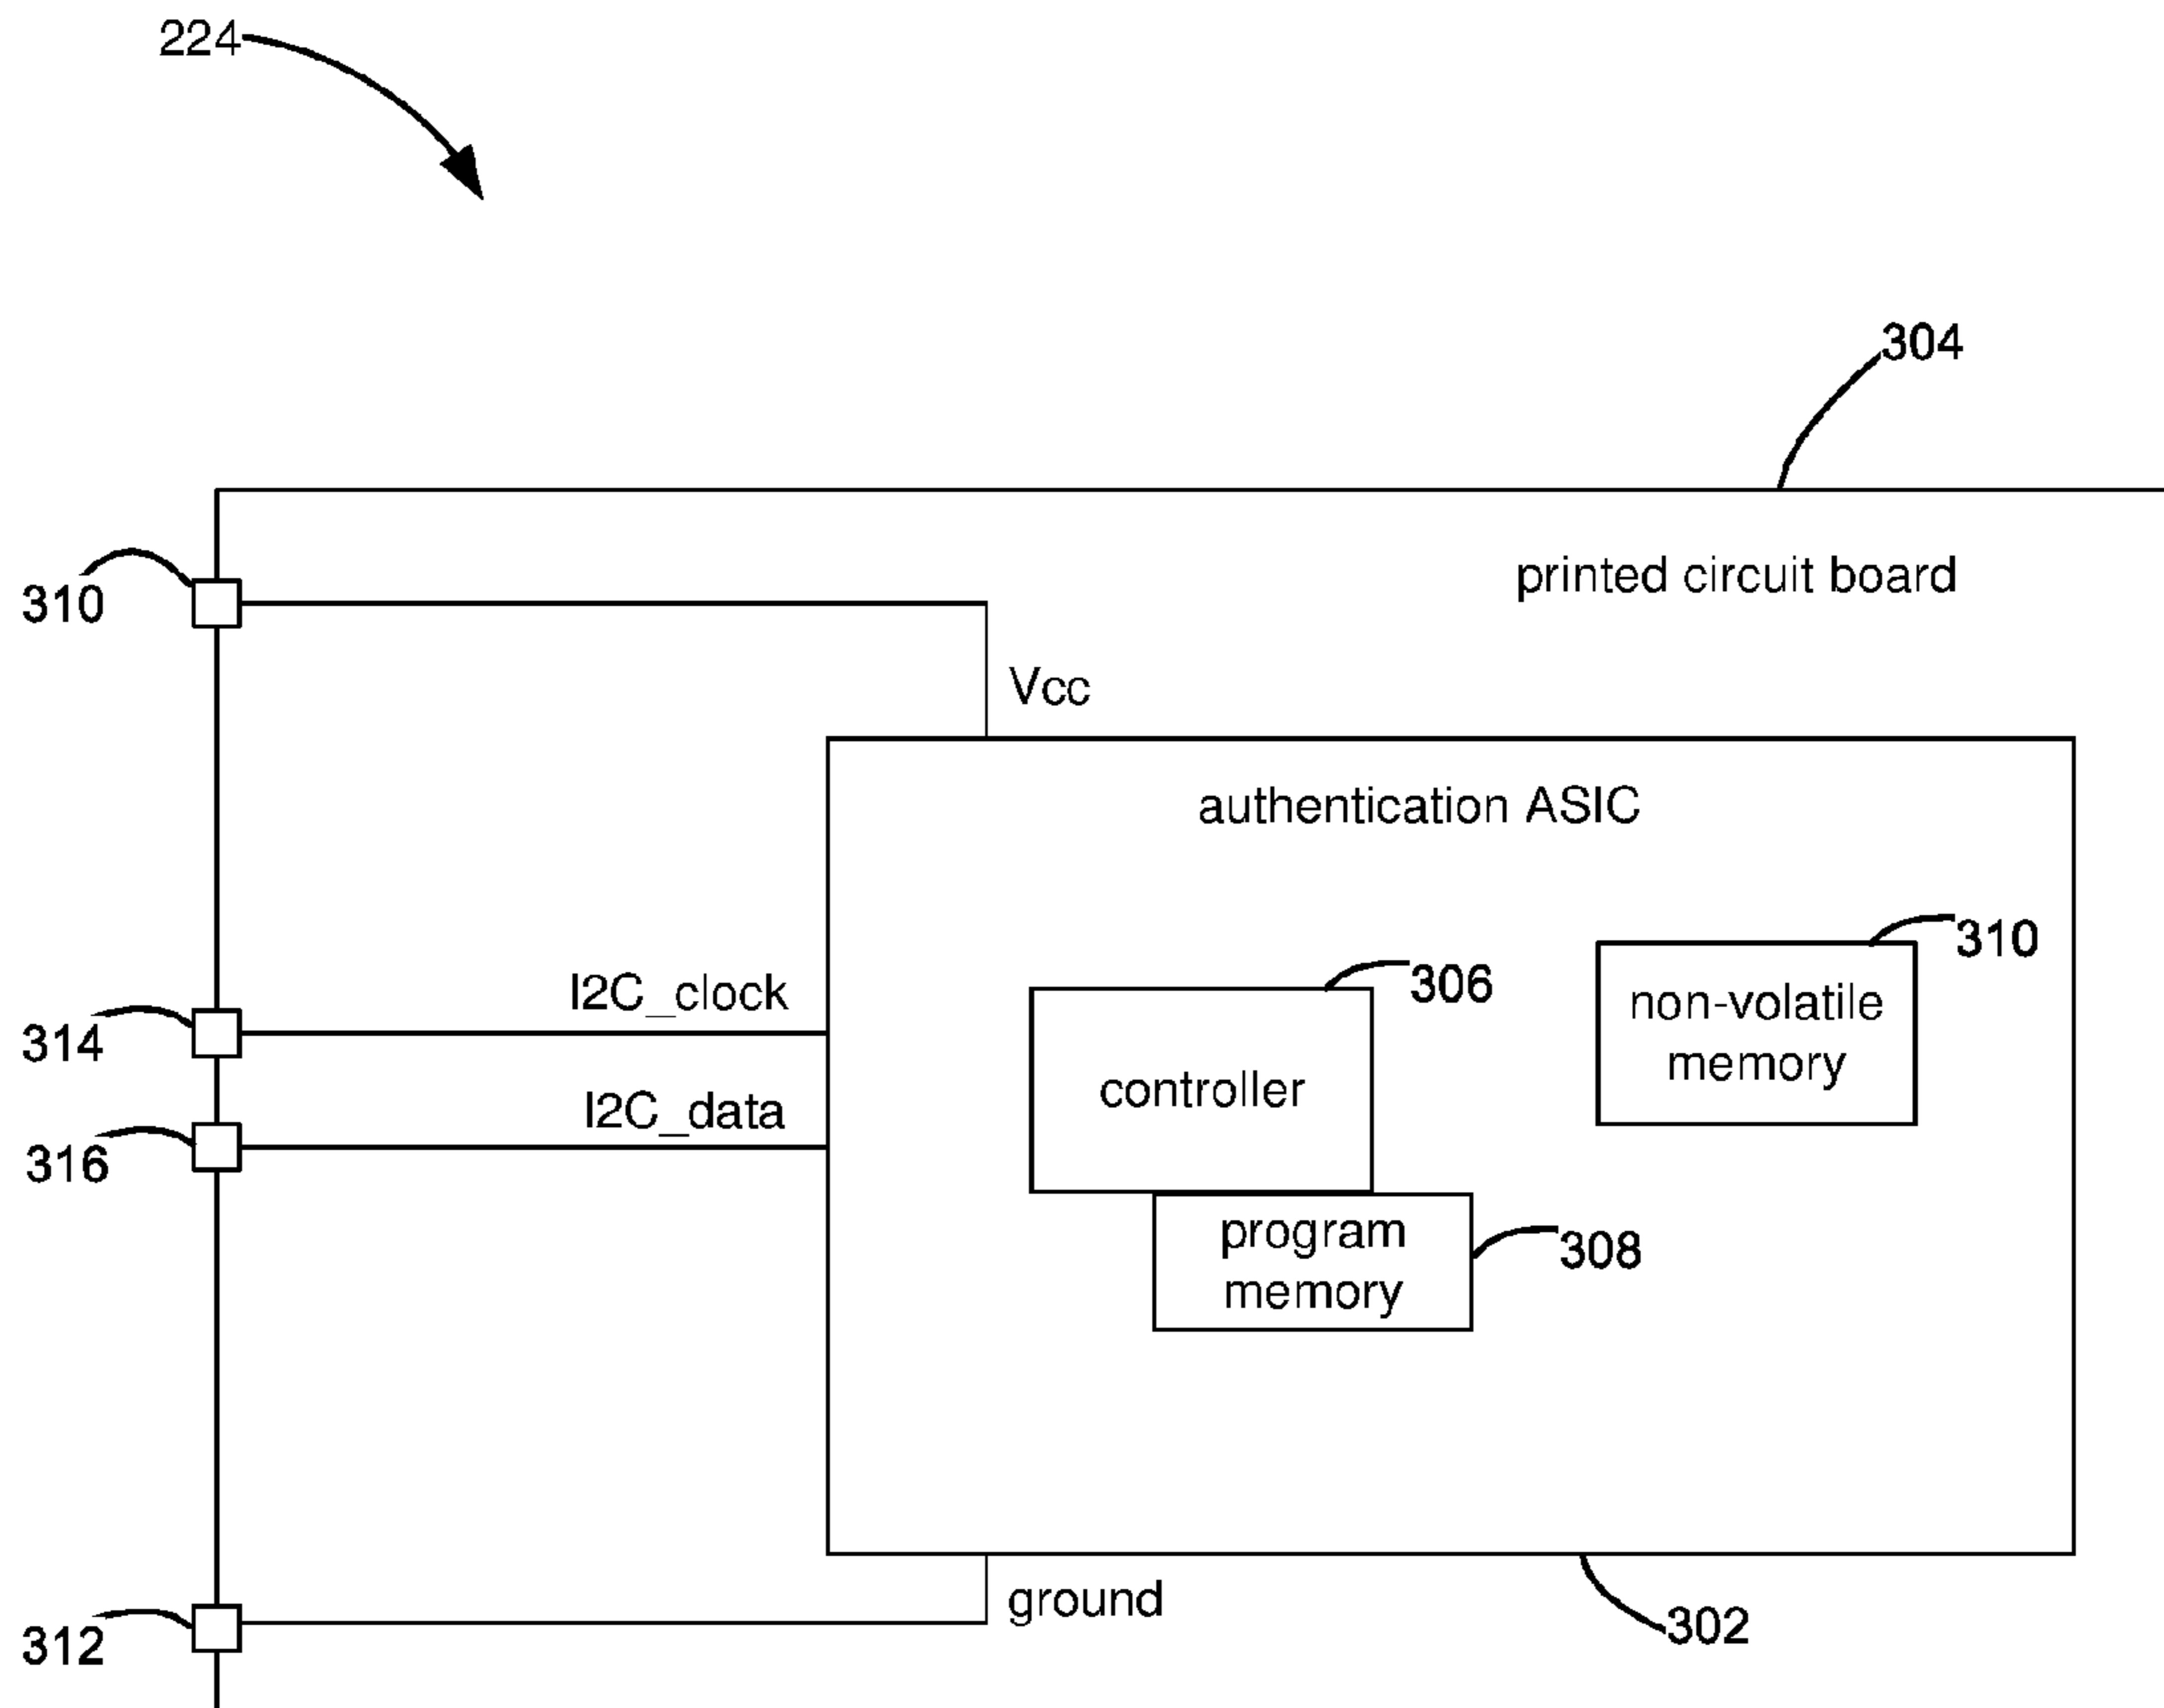 224
304
310
printed circuit board
Vcc
authentication ASIC
310
306
non-volatile
memory
I2C_clock
314
controller
I2C_data
316
program
memory
308
ground
312
302